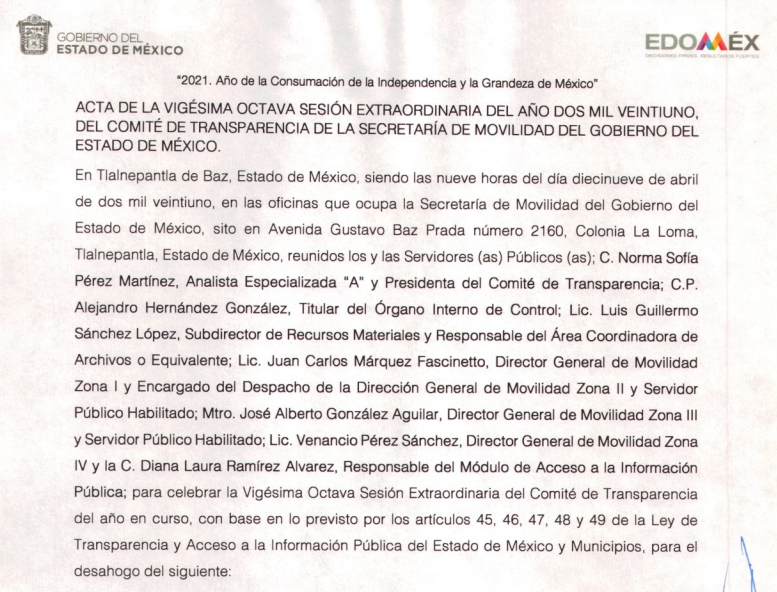 GOBIERNO DEL
ESTADO DE MÉXICO
EDOMÉX
DECISIONES FIRMES, RESULTADOS FUERTES.
"2021. Año de la Consumación de la Independencia y la Grandeza de México"
ACTA DE LA VIGÉSIMA OCTAVA SESIÓN EXTRAORDINARIA DEL AÑO DOS MIL VEINTIUNO,
DEL COMITÉ DE TRANSPARENCIA DE LA SECRETARÍA DE MOVILIDAD DEL GOBIERNO DEL
ESTADO DE MÉXICO.
En Tlalnepantla de Baz, Estado de México, siendo las nueve horas del día diecinueve de abril
de dos mil veintiuno, en las oficinas que ocupa la Secretaría de Movilidad del Gobierno del
Estado de México, sito en Avenida Gustavo Baz Prada número 2160, Colonia La Loma,
Tlalnepantla, Estado de México, reunidos los y las Servidores (as) Públicos (as); C. Norma Sofía
Pérez Martínez, Analista Especializada "A" y Presidenta del Comité de Transparencia; C.P.
Alejandro Hernández González, Titular del Órgano Interno de Control; Lic. Luis Guillermo
Sánchez López, Subdirector de Recursos Materiales y Responsable del Área Coordinadora de
Archivos o Equivalente; Lic. Juan Carlos Márquez Fascinetto, Director General de Movilidad
Zona I y Encargado del Despacho de la Dirección General de Movilidad Zona II y Servidor
Público Habilitado; Mtro. José Alberto González Aguilar, Director General de Movilidad Zona III
y Servidor Público Habilitado; Lic. Venancio Pérez Sánchez, Director General de Movilidad Zona
IV y la C. Diana Laura Ramírez Alvarez, Responsable del Módulo de Acceso a la Información
Pública; para celebrar la Vigésima Octava Sesión Extraordinaria del Comité de Transparencia
del año en curso, con base en lo previsto por los artículos 45, 46, 47, 48 y 49 de la Ley de
Transparencia y Acceso a la Información Pública del Estado de México y Municipios, para el
desahogo del siguiente: